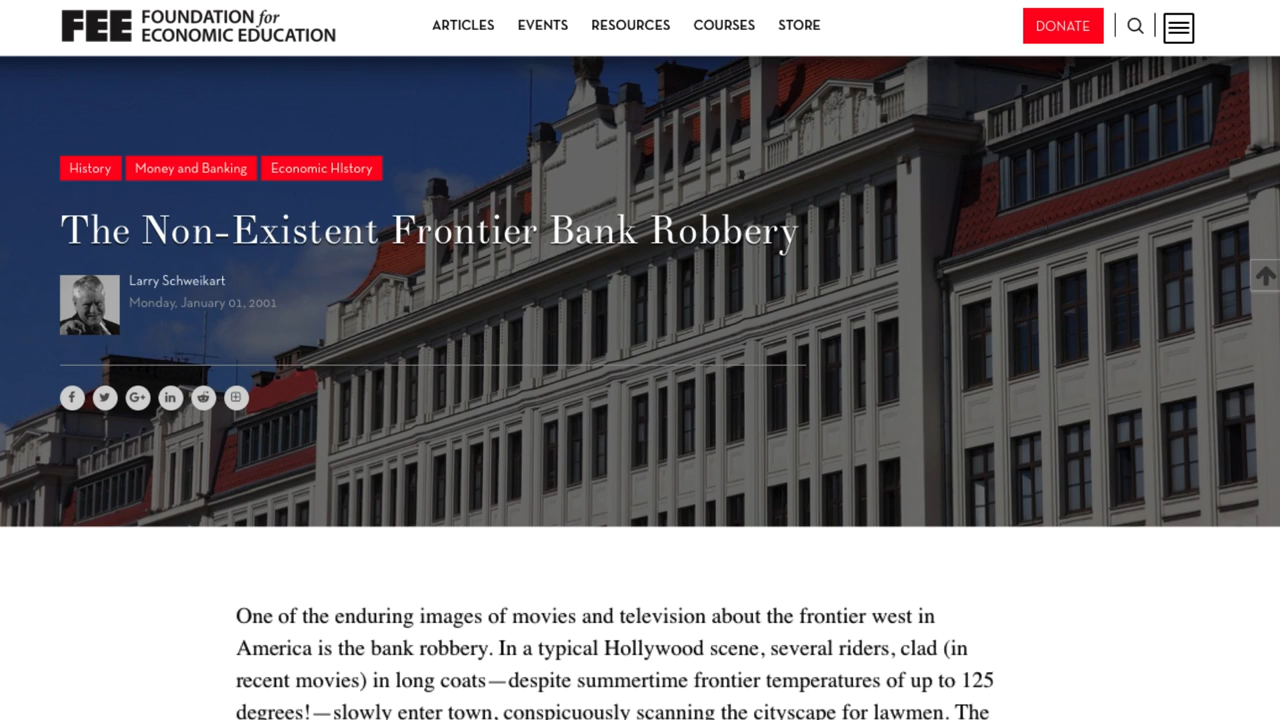 FEE FOUNDATION for
ECONOMIC EDUCATION
ARTICLES EVENTS RESOURCES COURSES STORE
DONATE
History Money and Banking Economic HIstory
The Non-Existent Frontier Bank Robbery
Larry Schweikart
Monday, January 01, 2001
One of the enduring images of movies and television about the frontier west in
America is the bank robbery. In a typical Hollywood scene, several riders, clad (in
recent movies) in long coats—despite summertime frontier temperatures of up to 125
degrees!—slowly enter town, conspicuously scanning the cityscape for lawmen. The